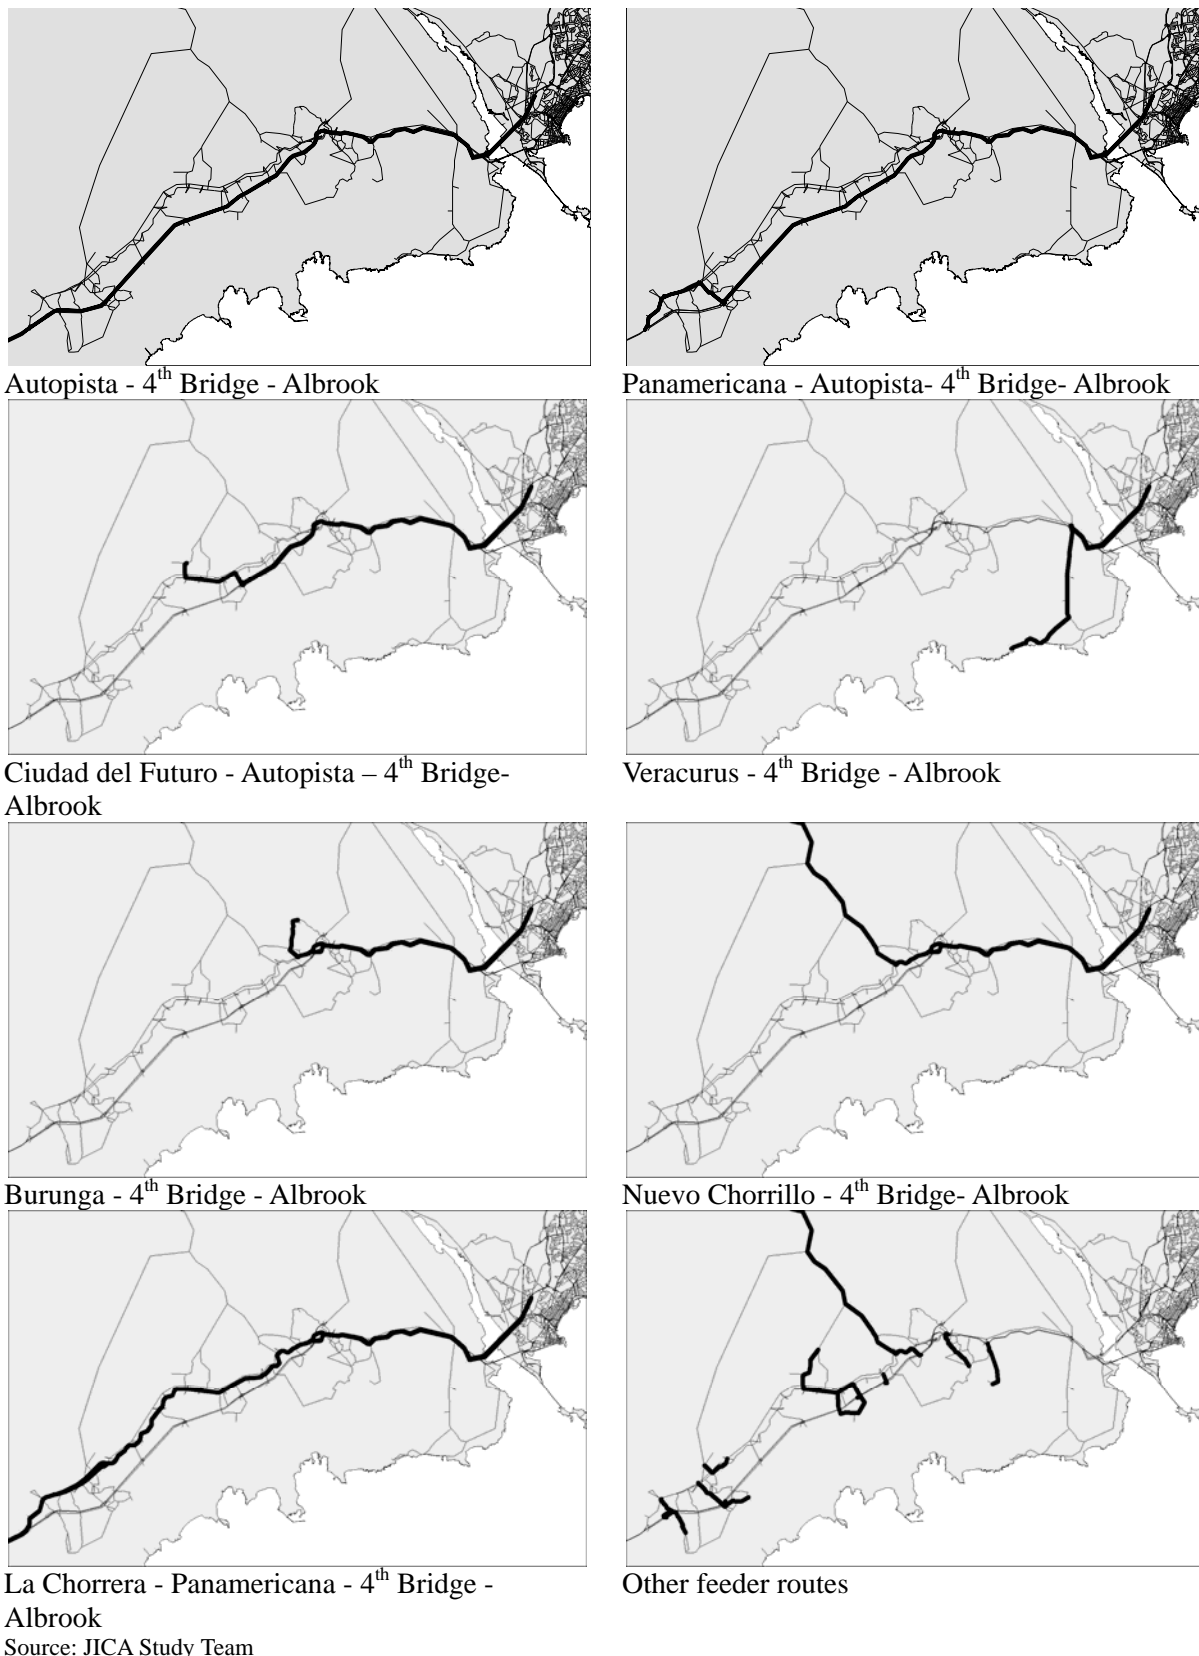 Autopista - 4th Bridge - Albrook
Panamericana - Autopista- 4th Bridge- Albrook
Ciudad del Futuro - Autopista – 4th Bridge-
Albrook
Veracurus - 4th Bridge - Albrook
Burunga - 4th Bridge - Albrook
Nuevo Chorrillo - 4th Bridge- Albrook
La Chorrera - Panamericana - 4th Bridge -
Albrook
Other feeder routes
Source: JICA Study Team